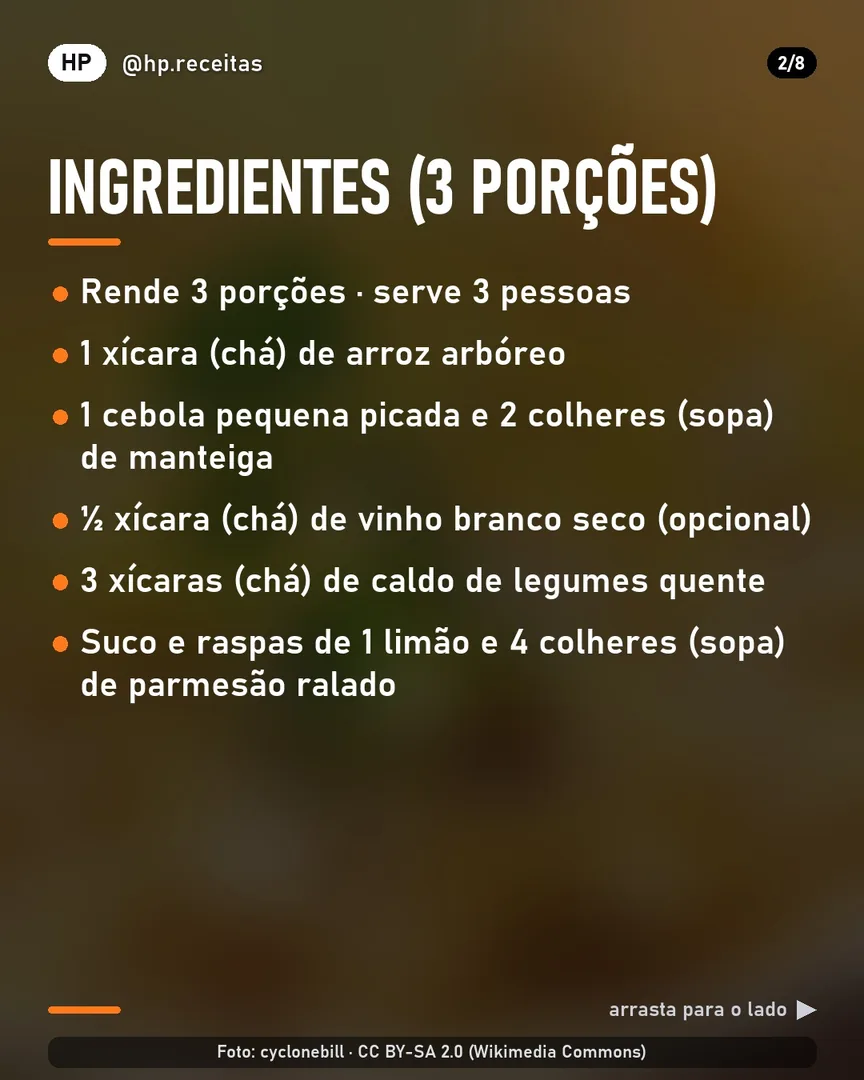 HP @hp.receitas 2/8
INGREDIENTES (3 PORÇÕES)
Rende 3 porções · serve 3 pessoas
1 xícara (chá) de arroz arbóreo
1 cebola pequena picada e 2 colheres (sopa)
de manteiga
½ xícara (chá) de vinho branco seco (opcional)
3 xícaras (chá) de caldo de legumes quente
Suco e raspas de 1 limão e 4 colheres (sopa)
de parmesão ralado
arrasta para o lado ▶
Foto: cyclonebill · CC BY-SA 2.0 (Wikimedia Commons)